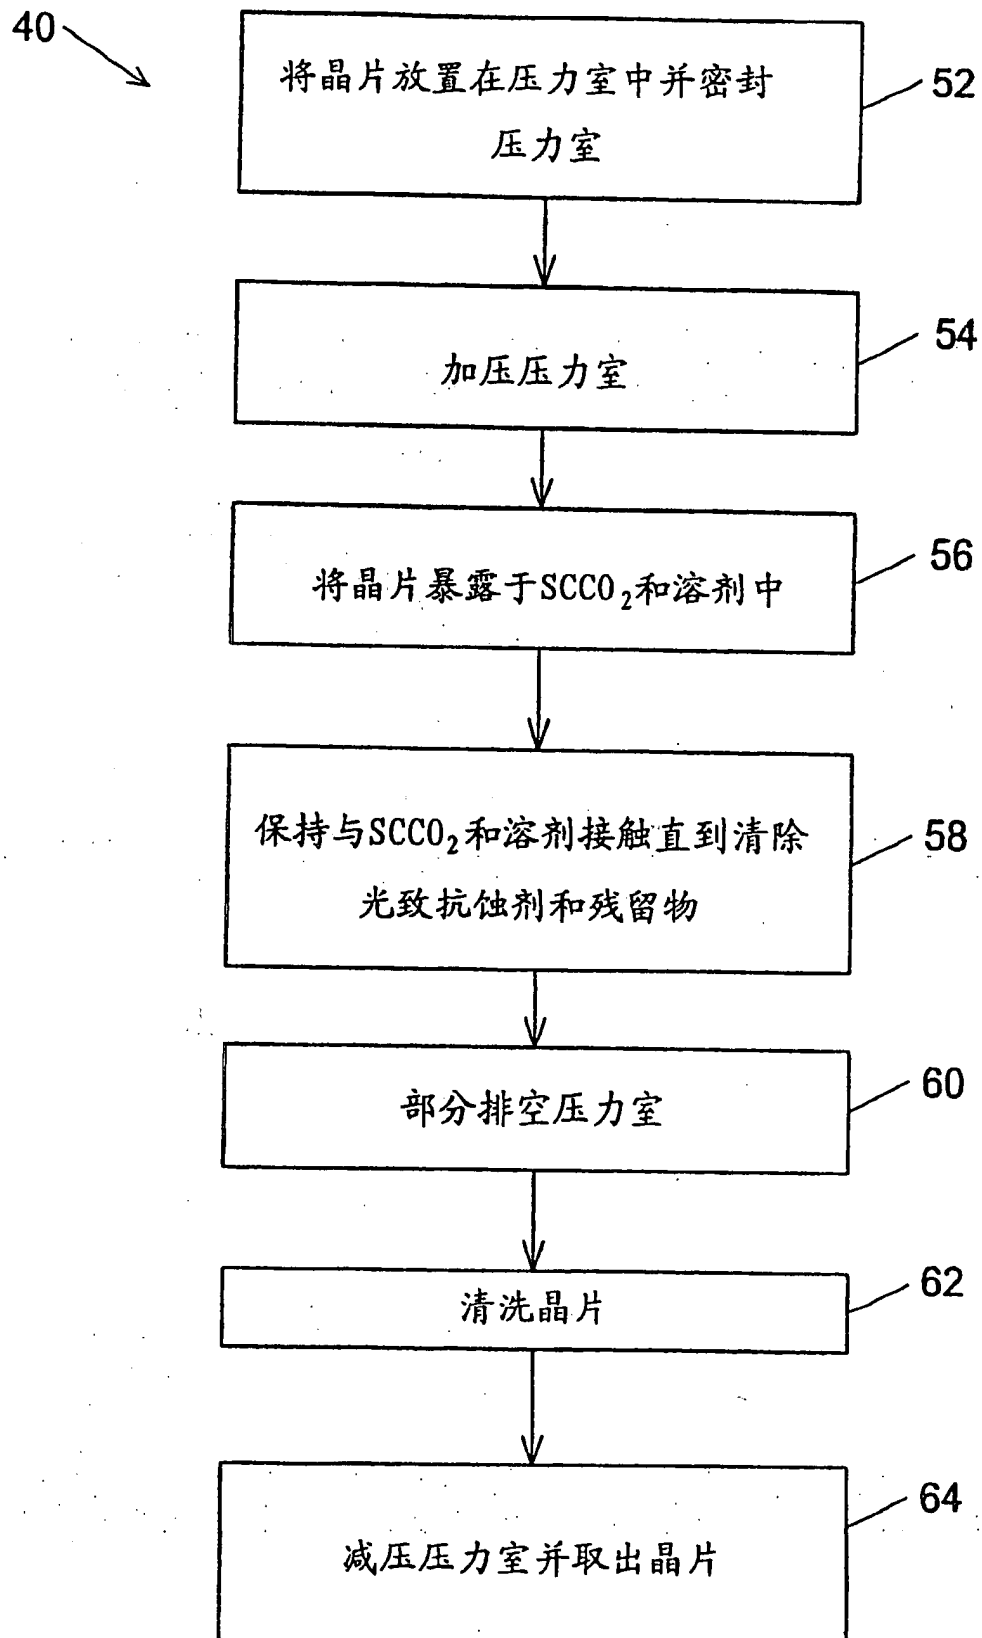 40
将晶片放置在压力室中并密封
压力室
52
加压压力室
54
将晶片暴露于SCCO₂和溶剂中
56
保持与SCCO₂和溶剂接触直到清除
光致抗蚀剂和残留物
58
部分排空压力室
60
清洗晶片
62
减压压力室并取出晶片
64